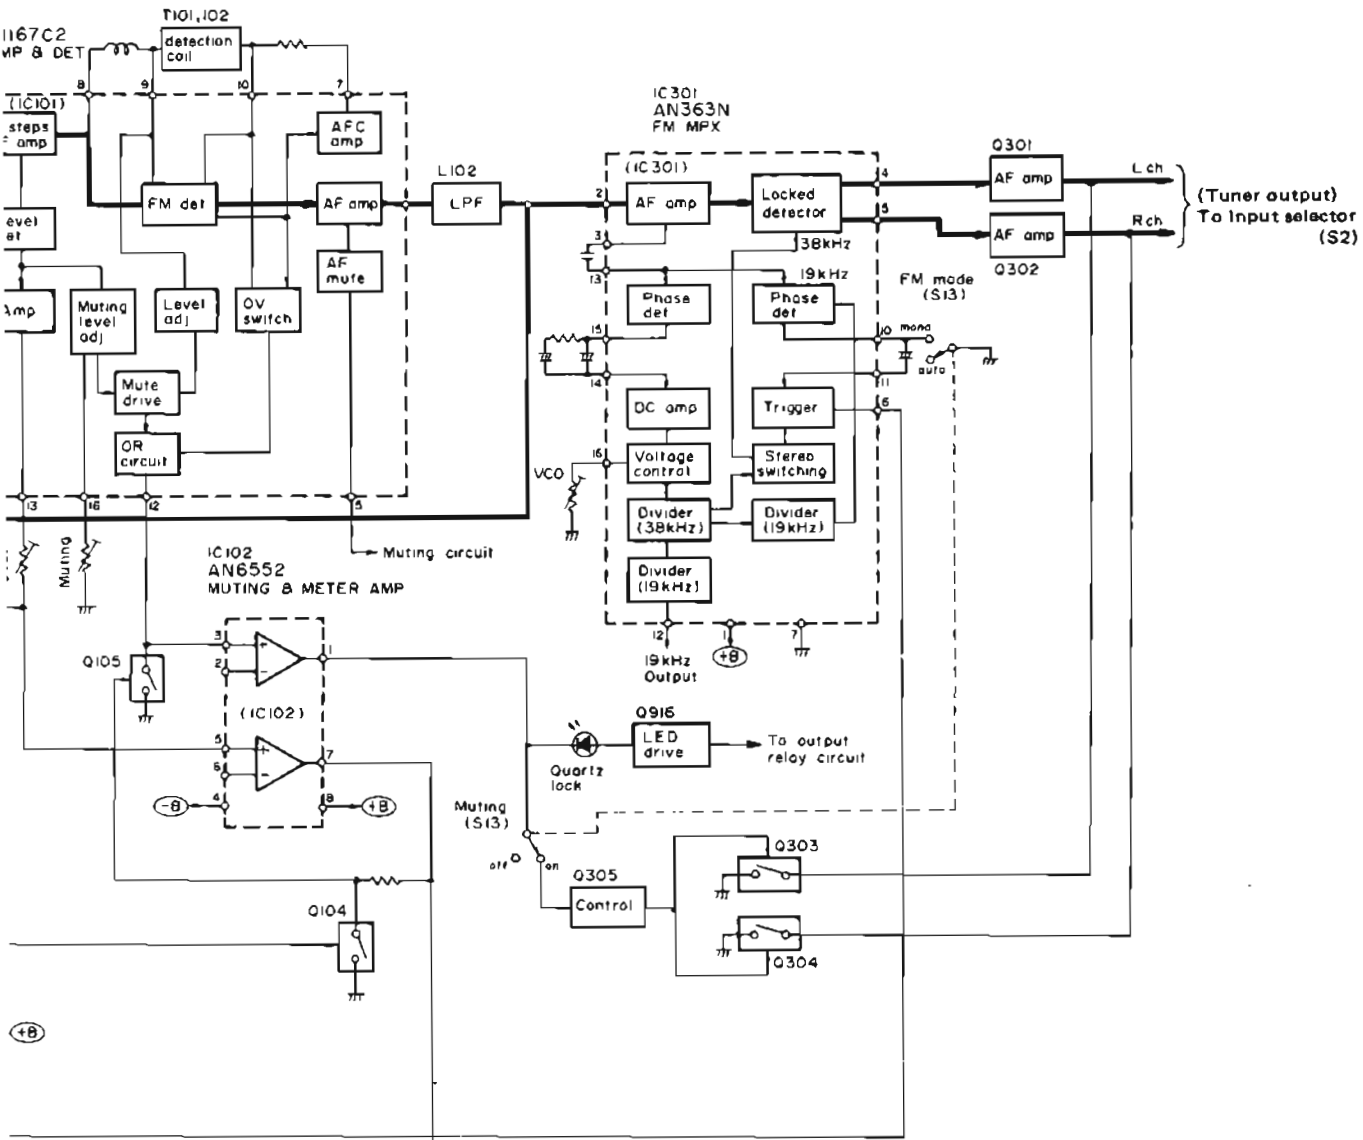 T101,102
1167C2
MP & DET
detection
coil
8
9
10
7
(IC101)
steps
amp
AFC
amp
FM det
AF amp
L102
LPF
AF
mute
evel
et
Amp
Muting
level
adj
Level
adj
OV
switch
Mute
drive
OR
circuit
13
16
12
5
Muting
Muting circuit
IC301
AN363N
FM MPX
(IC301)
2
AF amp
Locked
detector
4
5
Q301
AF amp
AF amp
Q302
L ch
R ch
(Tuner output)
To Input selector
(S2)
3
38kHz
13
19kHz
Phase
det
Phase
det
FM mode
(S13)
15
10
mono
auto
14
11
DC amp
Trigger
6
VCO
16
Voltage
control
Stereo
switching
Divider
(38kHz)
Divider
(19kHz)
Divider
(19kHz)
12
1
7
+B
19kHz
Output
IC102
AN6552
MUTING & METER AMP
3
+
1
2
−
Q105
(IC102)
5
+
7
6
−
4
-B
8
+B
Q916
LED
drive
To output
relay circuit
Quartz
lock
Muting
(S13)
off
on
Q305
Control
Q303
Q304
Q104
+B